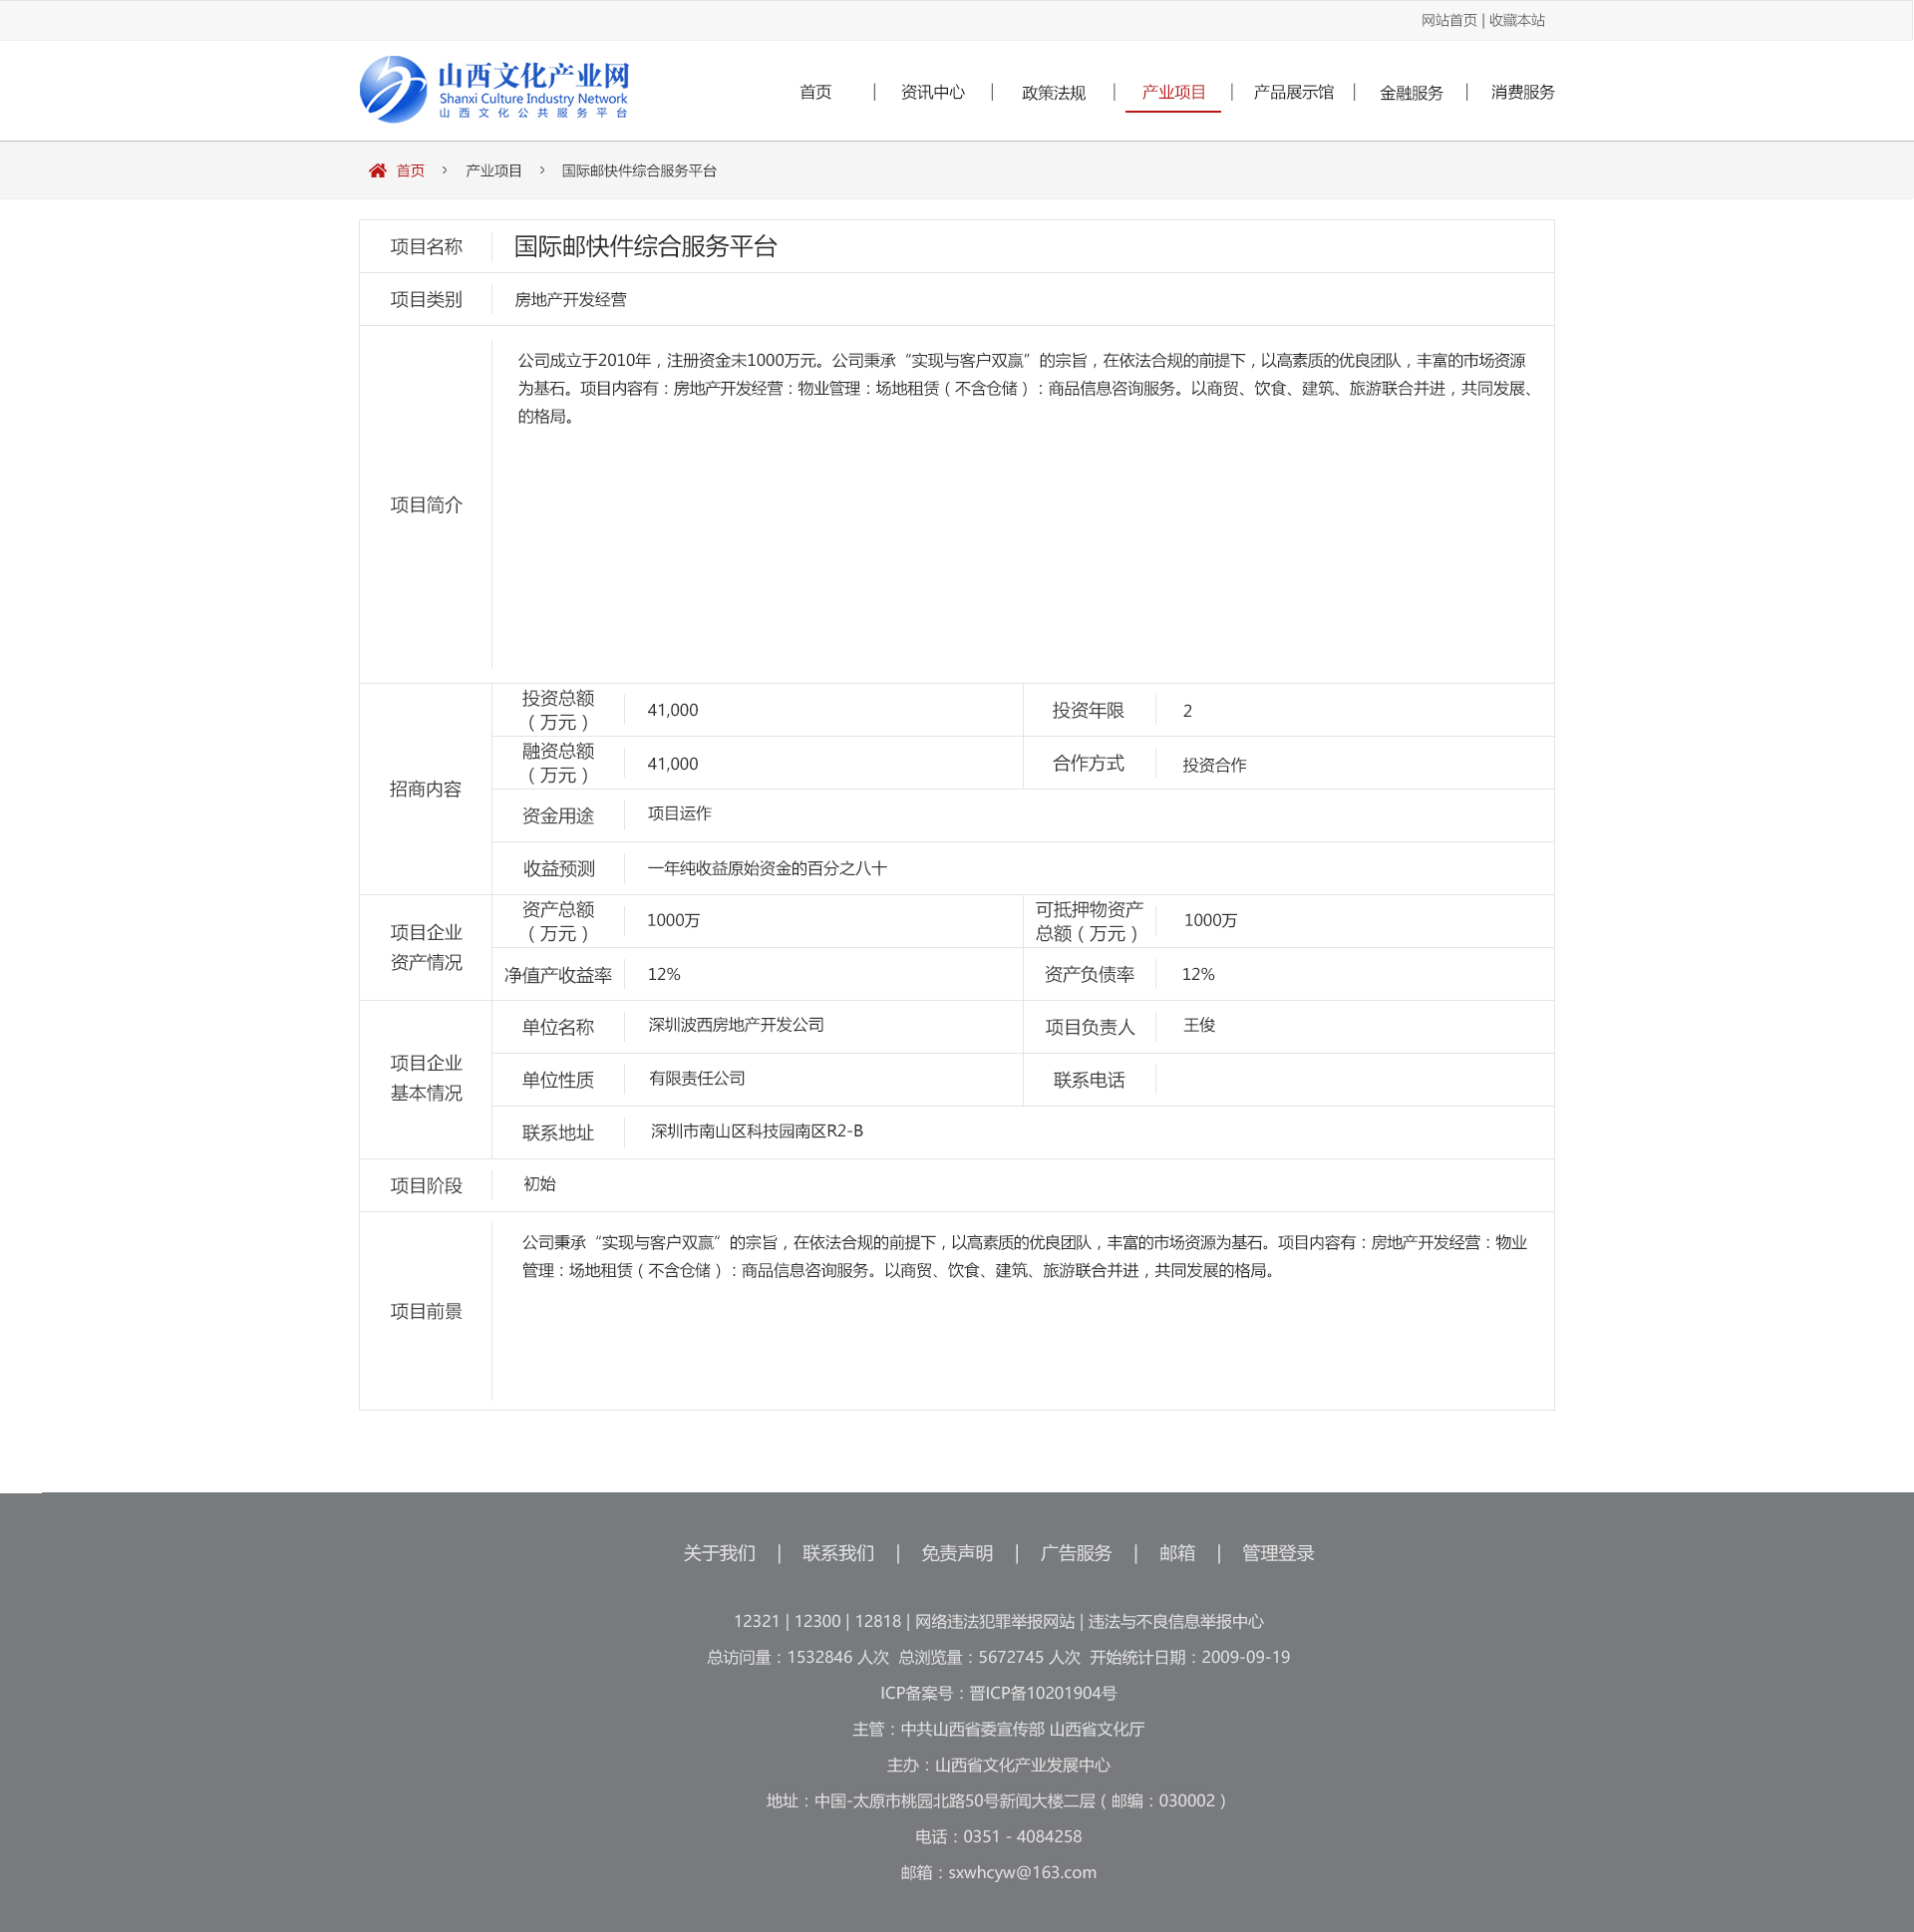 网站首页 | 收藏本站
山西文化产业网
Shanxi Culture Industry Network
山西文化公共服务平台
首页 | 资讯中心 | 政策法规 | 产业项目 | 产品展示馆 | 金融服务 | 消费服务
首页 > 产业项目 > 国际邮快件综合服务平台
项目名称 国际邮快件综合服务平台
项目类别 房地产开发经营
项目简介
公司成立于2010年，注册资金未1000万元。公司秉承“实现与客户双赢”的宗旨，在依法合规的前提下，以高素质的优良团队，丰富的市场资源
为基石。项目内容有：房地产开发经营：物业管理：场地租赁（不含仓储）：商品信息咨询服务。以商贸、饮食、建筑、旅游联合并进，共同发展、
的格局。
招商内容
投资总额
（万元） 41,000
投资年限 2
融资总额
（万元） 41,000
合作方式 投资合作
资金用途 项目运作
收益预测 一年纯收益原始资金的百分之八十
项目企业
资产情况
资产总额
（万元） 1000万
可抵押物资产
总额（万元） 1000万
净值产收益率 12%
资产负债率 12%
项目企业
基本情况
单位名称 深圳波西房地产开发公司
项目负责人 王俊
单位性质 有限责任公司
联系电话
联系地址 深圳市南山区科技园南区R2-B
项目阶段 初始
项目前景
公司秉承“实现与客户双赢”的宗旨，在依法合规的前提下，以高素质的优良团队，丰富的市场资源为基石。项目内容有：房地产开发经营：物业
管理：场地租赁（不含仓储）：商品信息咨询服务。以商贸、饮食、建筑、旅游联合并进，共同发展的格局。
关于我们 | 联系我们 | 免责声明 | 广告服务 | 邮箱 | 管理登录
12321 | 12300 | 12818 | 网络违法犯罪举报网站 | 违法与不良信息举报中心
总访问量：1532846 人次 总浏览量：5672745 人次 开始统计日期：2009-09-19
ICP备案号：晋ICP备10201904号
主管：中共山西省委宣传部 山西省文化厅
主办：山西省文化产业发展中心
地址：中国-太原市桃园北路50号新闻大楼二层（邮编：030002）
电话：0351 - 4084258
邮箱：sxwhcyw@163.com